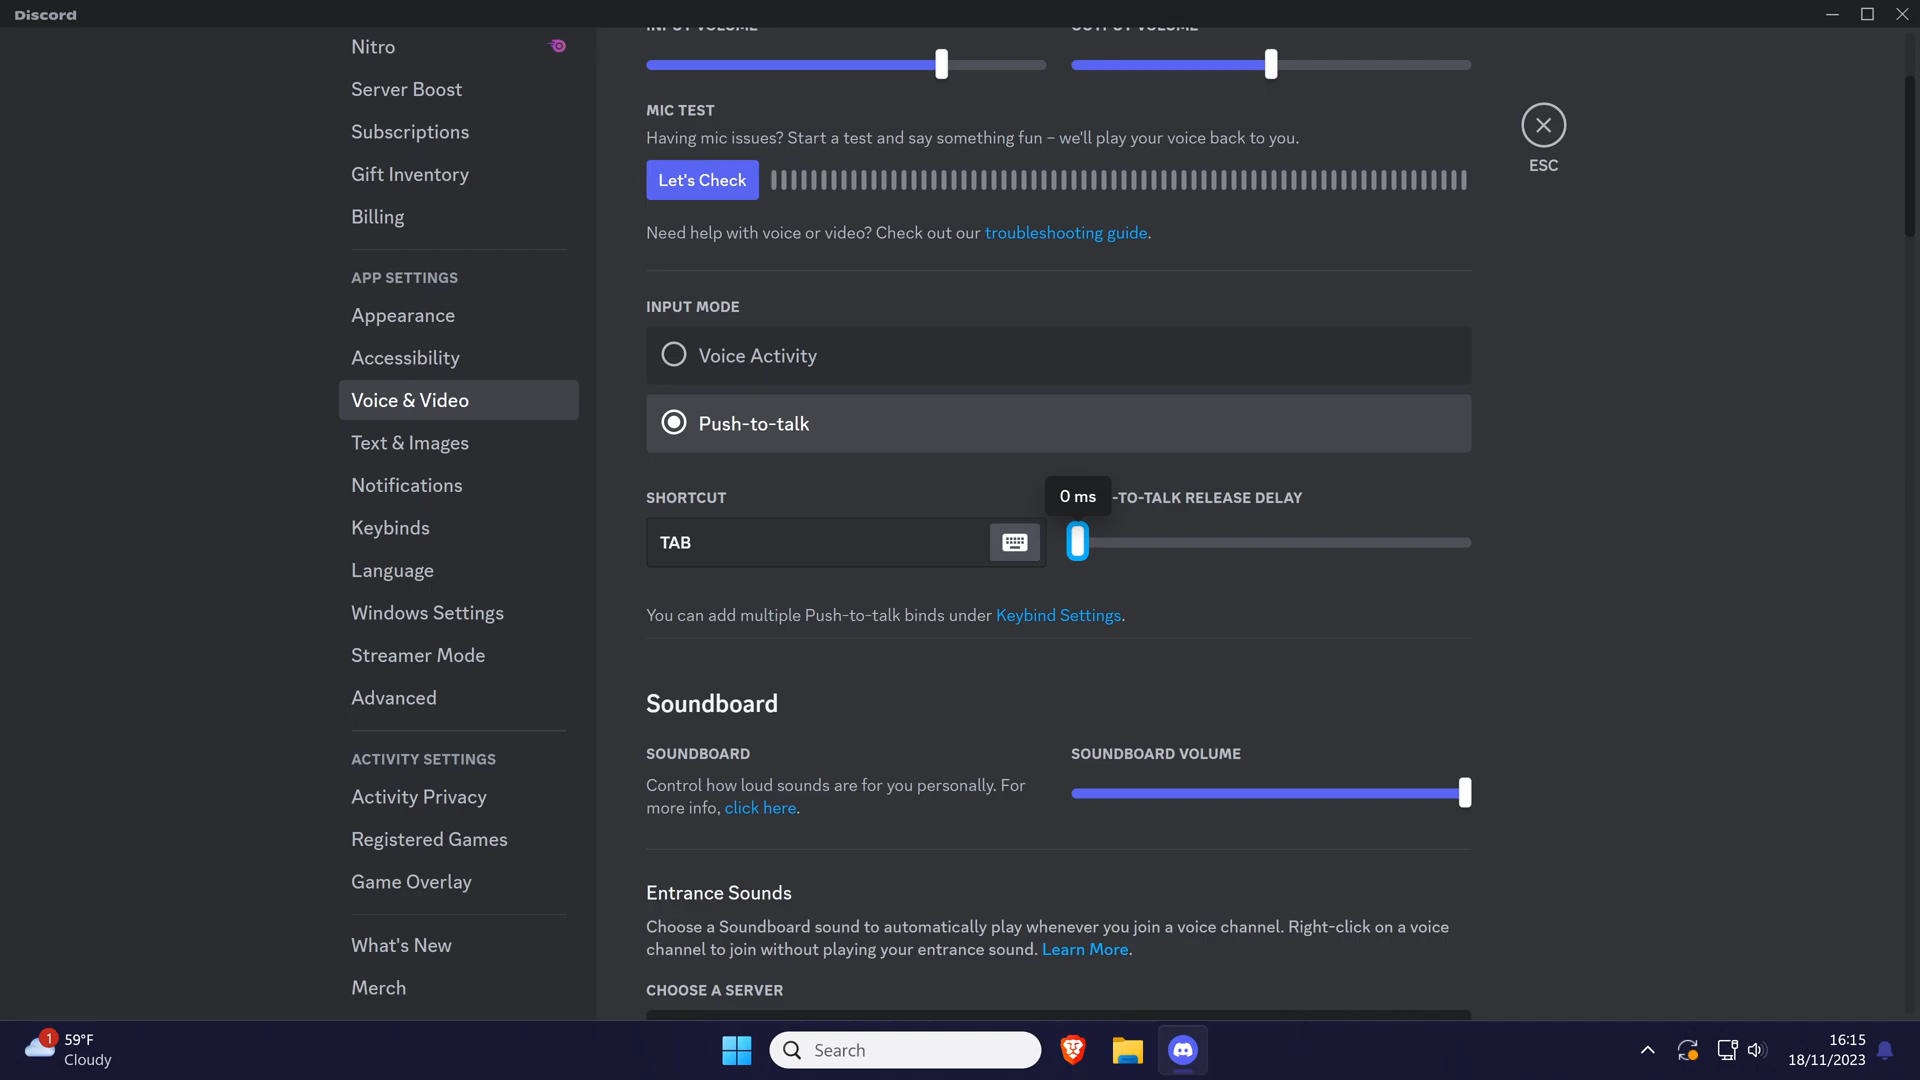 Discord
Nitro
Server Boost
Subscriptions
Gift Inventory
Billing
APP SETTINGS
Appearance
Accessibility
Voice & Video
Text & Images
Notifications
Keybinds
Language
Windows Settings
Streamer Mode
Advanced
ACTIVITY SETTINGS
Activity Privacy
Registered Games
Game Overlay
What's New
Merch
INPUT VOLUME
OUTPUT VOLUME
MIC TEST
Having mic issues? Start a test and say something fun – we'll play your voice back to you.
Let's Check
Need help with voice or video? Check out our troubleshooting guide.
ESC
INPUT MODE
Voice Activity
Push-to-talk
SHORTCUT
TAB
0 ms
-TO-TALK RELEASE DELAY
You can add multiple Push-to-talk binds under Keybind Settings.
Soundboard
SOUNDBOARD
Control how loud sounds are for you personally. For
more info, click here.
SOUNDBOARD VOLUME
Entrance Sounds
Choose a Soundboard sound to automatically play whenever you join a voice channel. Right-click on a voice
channel to join without playing your entrance sound. Learn More.
CHOOSE A SERVER
1
59°F
Cloudy
Search
16:15
18/11/2023